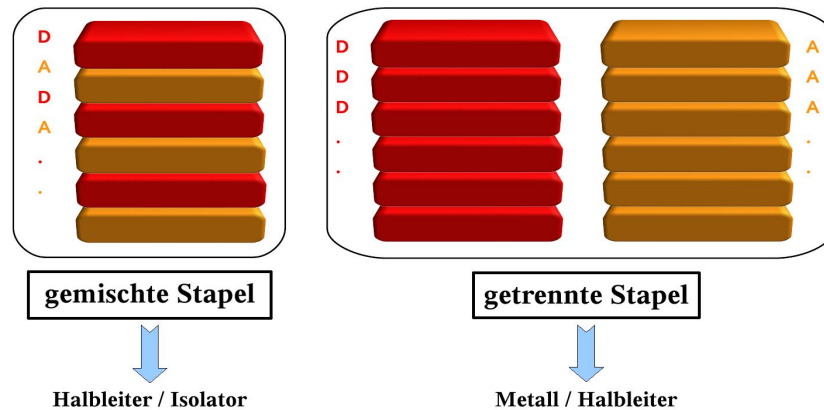 D
A
D
A
.
.
gemischte Stapel
Halbleiter / Isolator
D
D
D
.
.
A
A
A
.
.
getrennte Stapel
Metall / Halbleiter